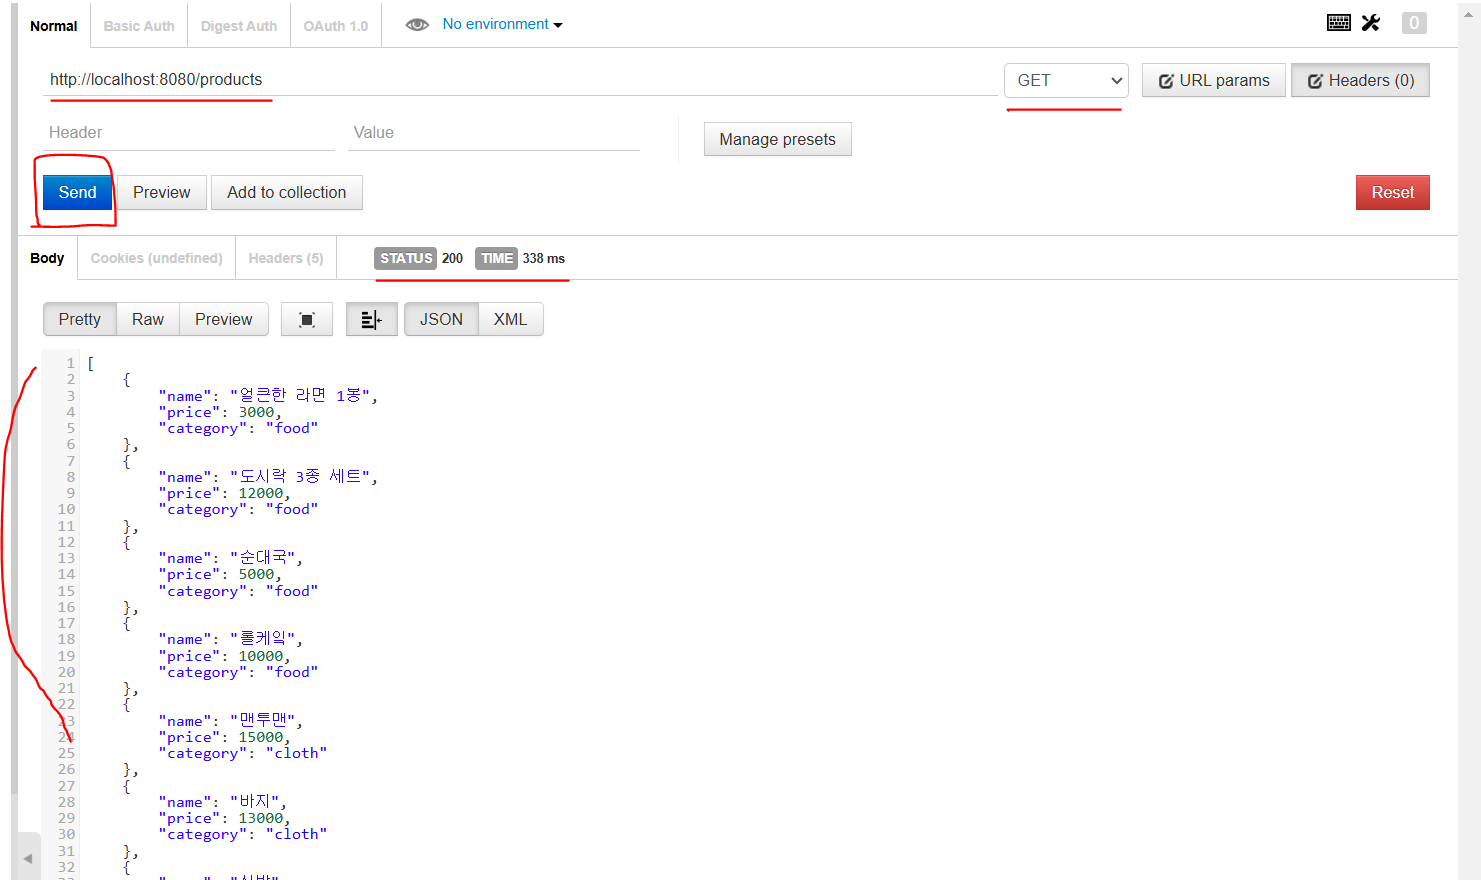 Normal Basic Auth Digest Auth OAuth 1.0 No environment 0
http://localhost:8080/products GET URL params Headers (0)
Header Value Manage presets
Send Preview Add to collection Reset
Body Cookies (undefined) Headers (5) STATUS 200 TIME 338 ms
Pretty Raw Preview JSON XML
1 [
2 {
3 "name": "얼큰한 라면 1봉",
4 "price": 3000,
5 "category": "food"
6 },
7 {
8 "name": "도시락 3종 세트",
9 "price": 12000,
10 "category": "food"
11 },
12 {
13 "name": "순대국",
14 "price": 5000,
15 "category": "food"
16 },
17 {
18 "name": "롤케잌",
19 "price": 10000,
20 "category": "food"
21 },
22 {
23 "name": "맨투맨",
24 "price": 15000,
25 "category": "cloth"
26 },
27 {
28 "name": "바지",
29 "price": 13000,
30 "category": "cloth"
31 },
32 {